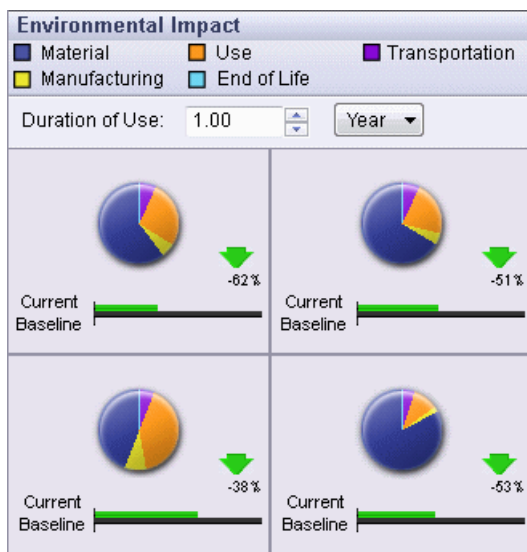 Environmental Impact
Material Use Transportation
Manufacturing End of Life
Duration of Use: 1.00 Year
-62% -51%
Current Current
Baseline Baseline
-38% -53%
Current Current
Baseline Baseline